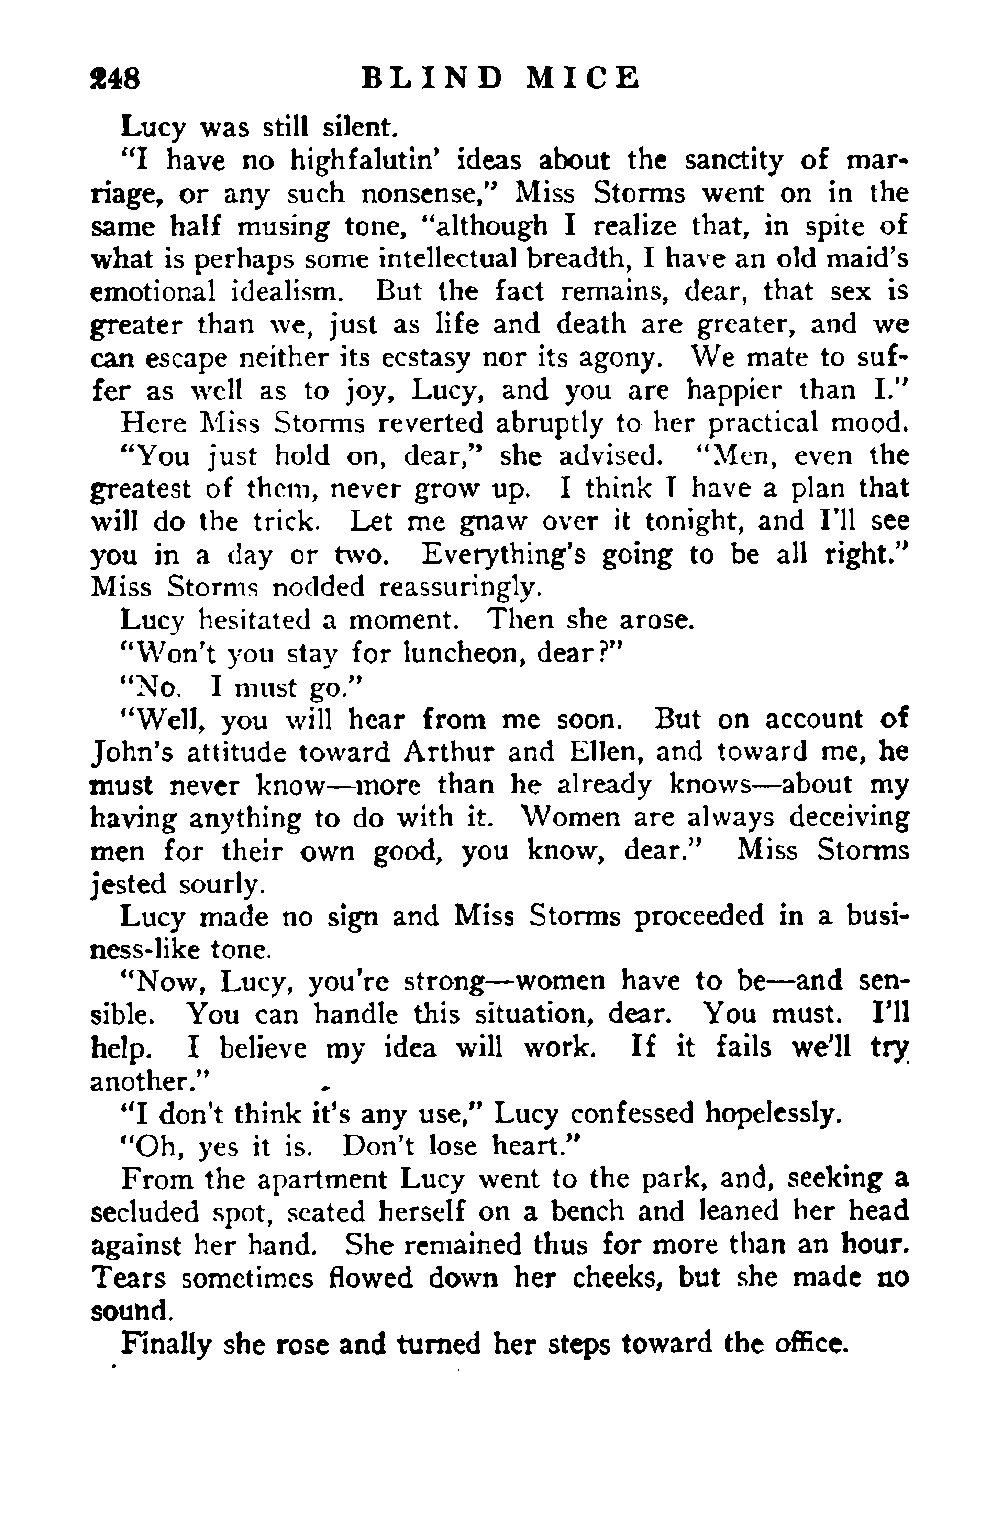 248 BLIND MICE
Lucy was still silent.
“I have no highfalutin’ ideas about the sanctity of mar-
riage, or any such nonsense,” Miss Storms went on in the
same half musing tone, “although I realize that, in spite of
what is perhaps some intellectual breadth, I have an old maid’s
emotional idealism. But the fact remains, dear, that sex is
greater than we, just as life and death are greater, and we
can escape neither its ecstasy nor its agony. We mate to suf-
fer as well as to joy, Lucy, and you are happier than I.”
Here Miss Storms reverted abruptly to her practical mood.
“You just hold on, dear,” she advised. “Men, even the
greatest of them, never grow up. I think I have a plan that
will do the trick. Let me gnaw over it tonight, and I’ll see
you in a day or two. Everything’s going to be all right.”
Miss Storms nodded reassuringly.
Lucy hesitated a moment. Then she arose.
“Won’t you stay for luncheon, dear?”
“No. I must go.”
“Well, you will hear from me soon. But on account of
John’s attitude toward Arthur and Ellen, and toward me, he
must never know—more than he already knows—about my
having anything to do with it. Women are always deceiving
men for their own good, you know, dear.” Miss Storms
jested sourly.
Lucy made no sign and Miss Storms proceeded in a busi-
ness-like tone.
“Now, Lucy, you’re strong—women have to be—and sen-
sible. You can handle this situation, dear. You must. I’ll
help. I believe my idea will work. If it fails we’ll try
another.”
“I don’t think it’s any use,” Lucy confessed hopelessly.
“Oh, yes it is. Don’t lose heart.”
From the apartment Lucy went to the park, and, seeking a
secluded spot, seated herself on a bench and leaned her head
against her hand. She remained thus for more than an hour.
Tears sometimes flowed down her cheeks, but she made no
sound.
Finally she rose and turned her steps toward the office.